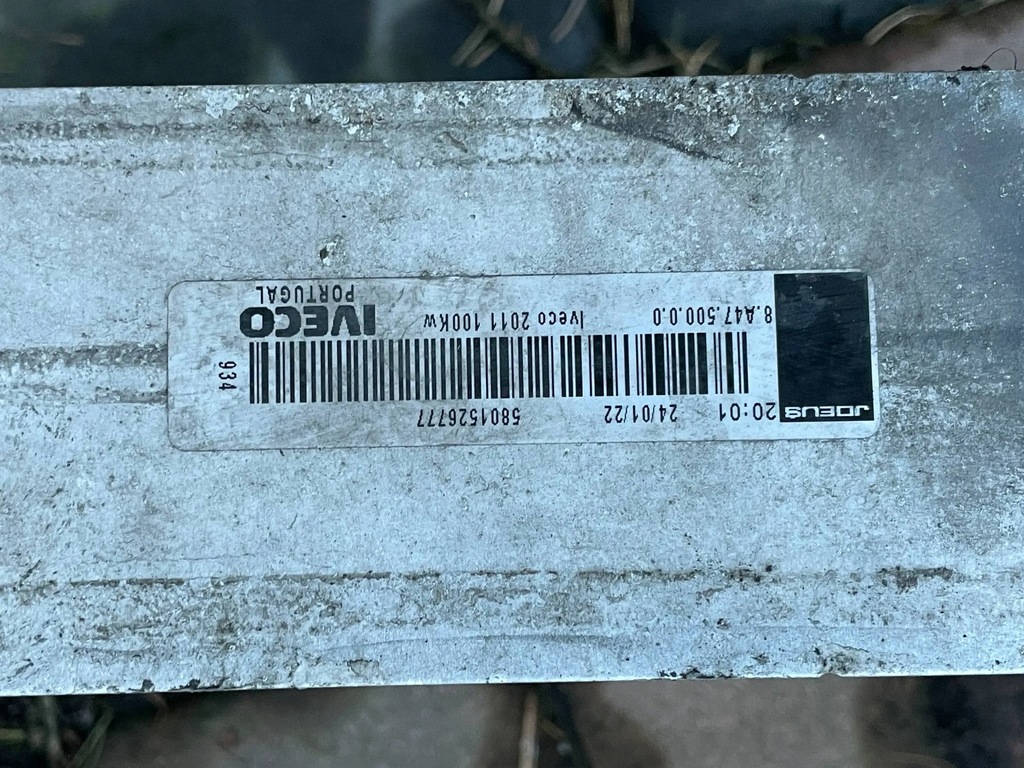 JDEUS
20:01 24/01/22 5801526777
934
8.A47.500.0.0 Iveco 2011 100Kw IVECO
PORTUGAL